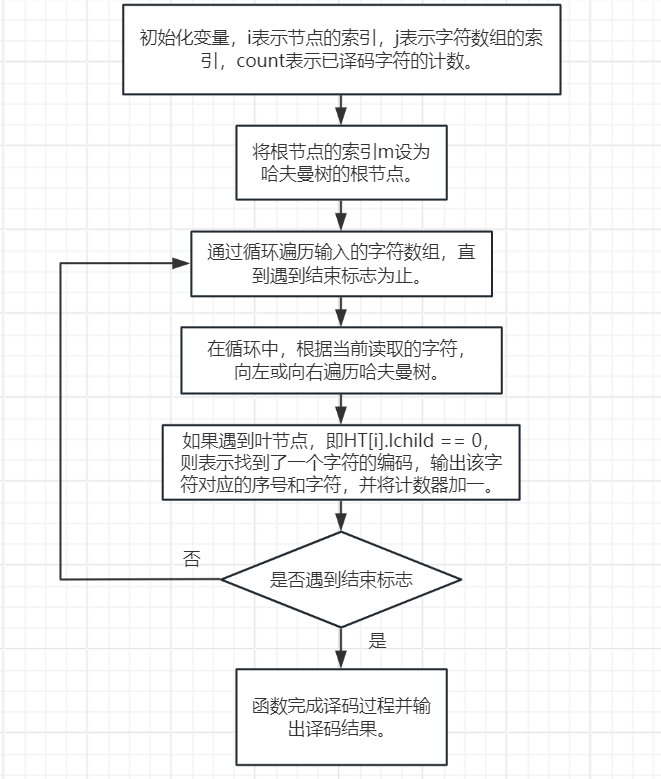 初始化变量，i表示节点的索引，j表示字符数组的索
引，count表示已译码字符的计数。
将根节点的索引m设为
哈夫曼树的根节点。
通过循环遍历输入的字符数组，直
到遇到结束标志为止。
在循环中，根据当前读取的字符，
向左或向右遍历哈夫曼树。
如果遇到叶节点，即HT[i].lchild == 0，
则表示找到了一个字符的编码，输出该字
符对应的序号和字符，并将计数器加一。
否
是否遇到结束标志
是
函数完成译码过程并输
出译码结果。